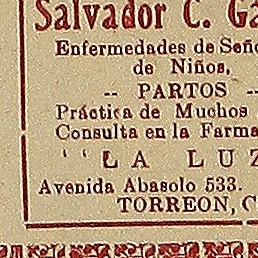 Salvador C. Ga
Enfermedades de Seño
de Niños,
-- PARTOS --
Práctica de Muchos
Consulta en la Farma
"LA LUZ
Avenida Abasolo 533.
TORREON, C